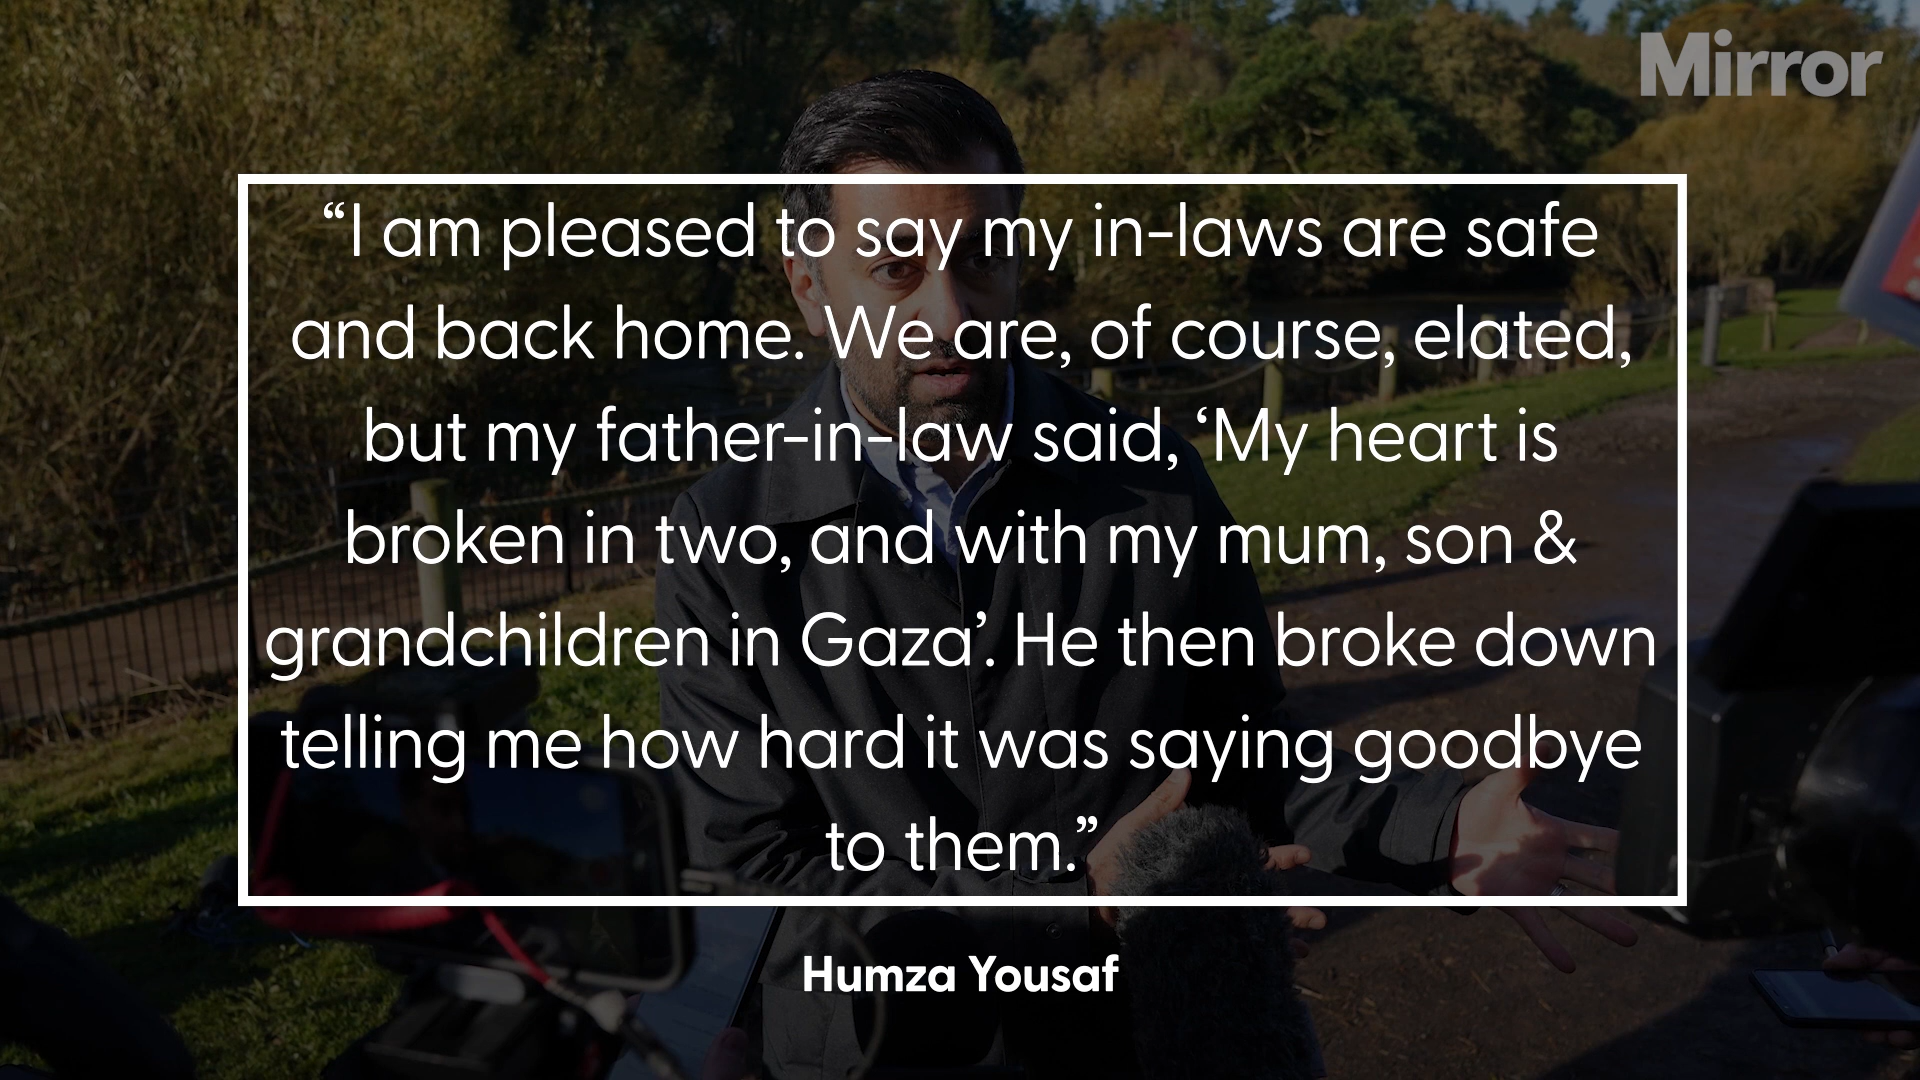 Mirror
“I am pleased to say my in-laws are safe
and back home. We are, of course, elated,
but my father-in-law said, ‘My heart is
broken in two, and with my mum, son &
grandchildren in Gaza’. He then broke down
telling me how hard it was saying goodbye
to them.”
Humza Yousaf